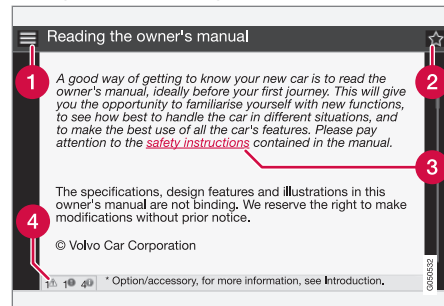 Reading the owner's manual
1
2
A good way of getting to know your new car is to read the
owner's manual, ideally before your first journey. This will give
you the opportunity to familiarise yourself with new functions,
to see how best to handle the car in different situations, and
to make the best use of all the car's features. Please pay
attention to the safety instructions contained in the manual.
3
The specifications, design features and illustrations in this
owner's manual are not binding. We reserve the right to make
modifications without prior notice.
4
© Volvo Car Corporation
1 1 4 * Option/accessory, for more information, see Introduction.
G050532